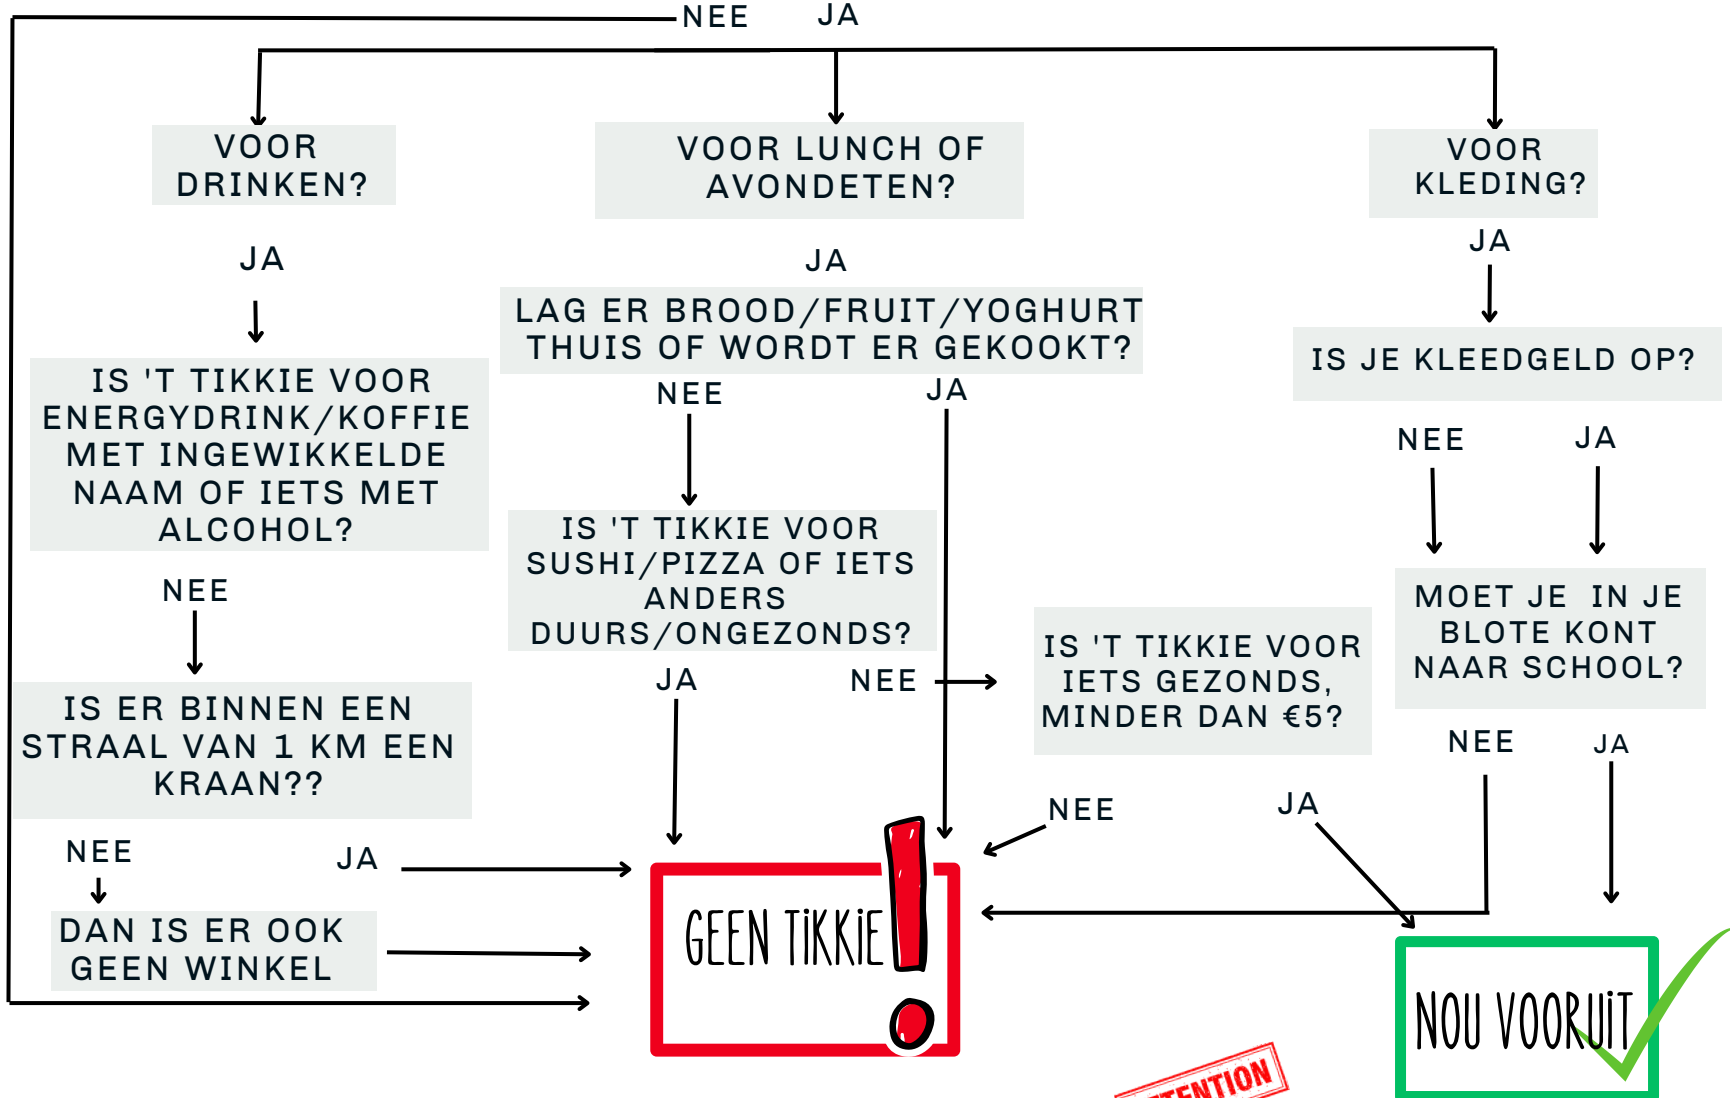 NEE
JA
VOOR
DRINKEN?
JA
IS 'T TIKKIE VOOR
ENERGYDRINK/KOFFIE
MET INGEWIKKELDE
NAAM OF IETS MET
ALCOHOL?
NEE
IS ER BINNEN EEN
STRAAL VAN 1 KM EEN
KRAAN??
NEE
JA
DAN IS ER OOK
GEEN WINKEL
VOOR LUNCH OF
AVONDETEN?
JA
LAG ER BROOD/FRUIT/YOGHURT
THUIS OF WORDT ER GEKOOKT?
NEE
JA
IS 'T TIKKIE VOOR
SUSHI/PIZZA OF IETS
ANDERS
DUURS/ONGEZONDS?
JA
NEE
IS 'T TIKKIE VOOR
IETS GEZONDS,
MINDER DAN €5?
NEE
JA
VOOR
KLEDING?
JA
IS JE KLEEDGELD OP?
NEE
JA
MOET JE IN JE
BLOTE KONT
NAAR SCHOOL?
NEE
JA
GEEN TIKKIE!
NOU VOORUIT